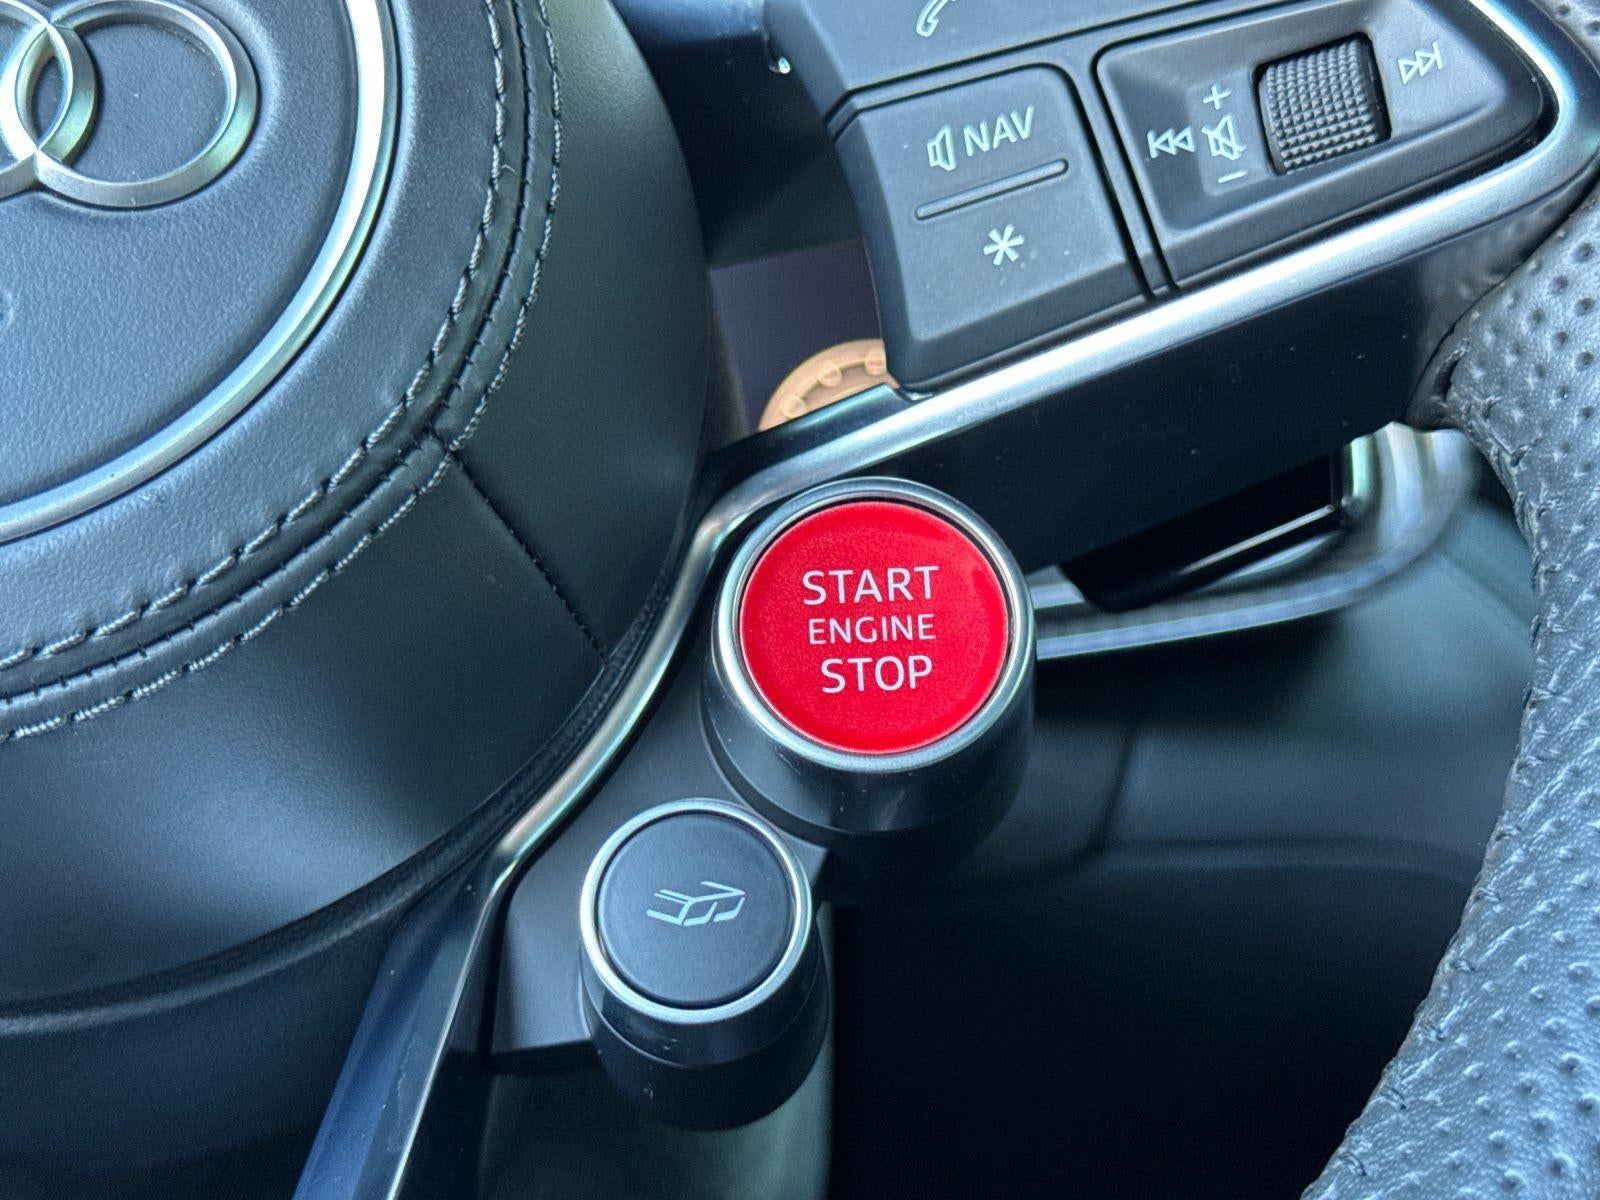 NAV
*
+
-
START
ENGINE
STOP